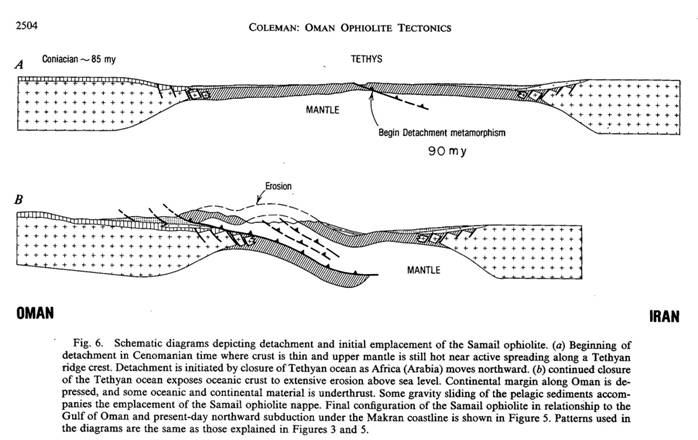 2504
COLEMAN: OMAN OPHIOLITE TECTONICS
A
Coniacian ~ 85 my
TETHYS
MANTLE
Begin Detachment metamorphism
90 my
B
Erosion
MANTLE
OMAN
IRAN
Fig. 6. Schematic diagrams depicting detachment and initial emplacement of the Samail ophiolite. (a) Beginning of
detachment in Cenomanian time where crust is thin and upper mantle is still hot near active spreading along a Tethyan
ridge crest. Detachment is initiated by closure of Tethyan ocean as Africa (Arabia) moves northward. (b) continued closure
of the Tethyan ocean exposes oceanic crust to extensive erosion above sea level. Continental margin along Oman is de-
pressed, and some oceanic and continental material is underthrust. Some gravity sliding of the pelagic sediments accom-
panies the emplacement of the Samail ophiolite nappe. Final configuration of the Samail ophiolite in relationship to the
Gulf of Oman and present-day northward subduction under the Makran coastline is shown in Figure 5. Patterns used in
the diagrams are the same as those explained in Figures 3 and 5.